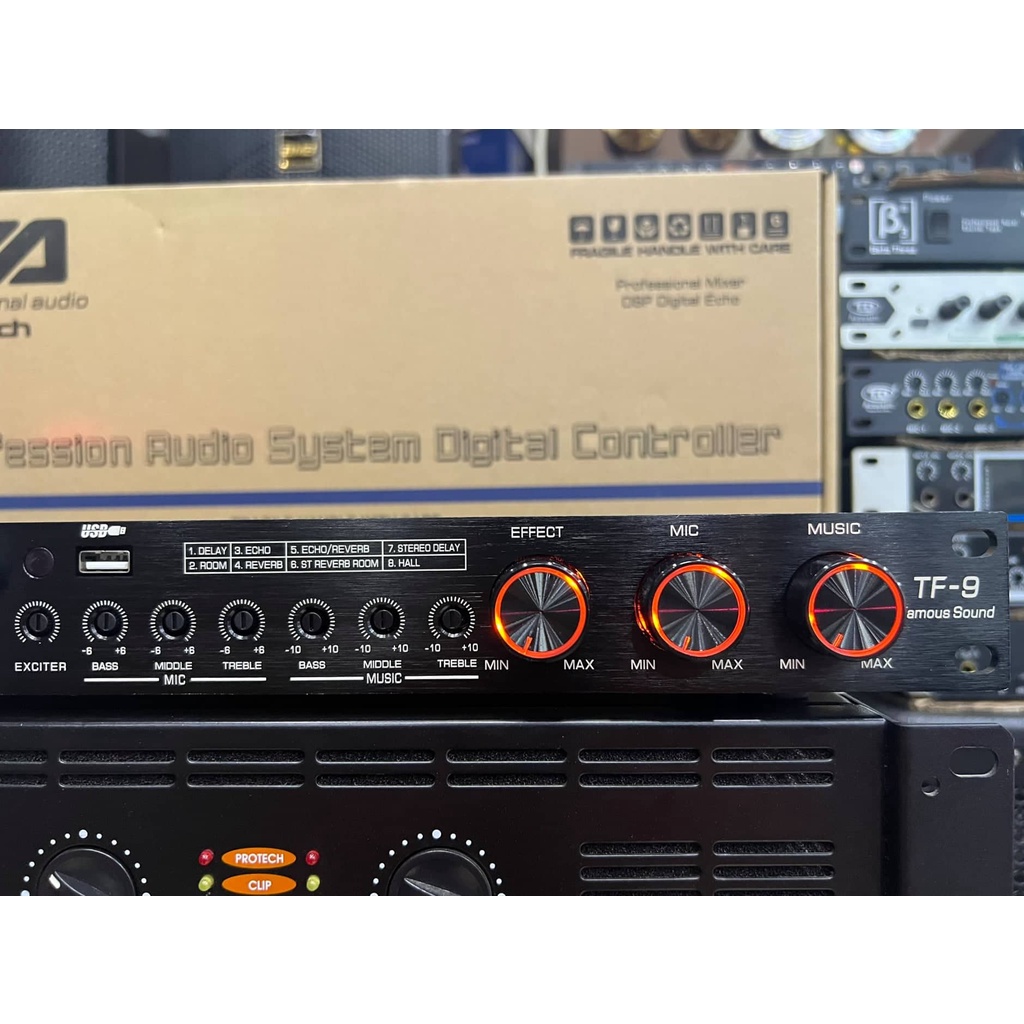 FRAGILE HANDLE WITH CARE
nal audio
Professional Mixer
DSP Digital Echo
ch
ession Audio System Digital Controller
USB
EFFECT
MIC
MUSIC
1. DELAY 3. ECHO 5. ECHO/REVERB 7. STEREO DELAY
2. ROOM 4. REVERB 6. ST REVERB ROOM 8. HALL
TF-9
amous Sound
-6 +6 -6 +6 -6 +6 -10 +10 -10 +10 -10 +10
EXCITER BASS MIDDLE TREBLE BASS MIDDLE TREBLE
MIN MAX MIN MAX MIN MAX
MIC MUSIC
PROTECH
CLIP